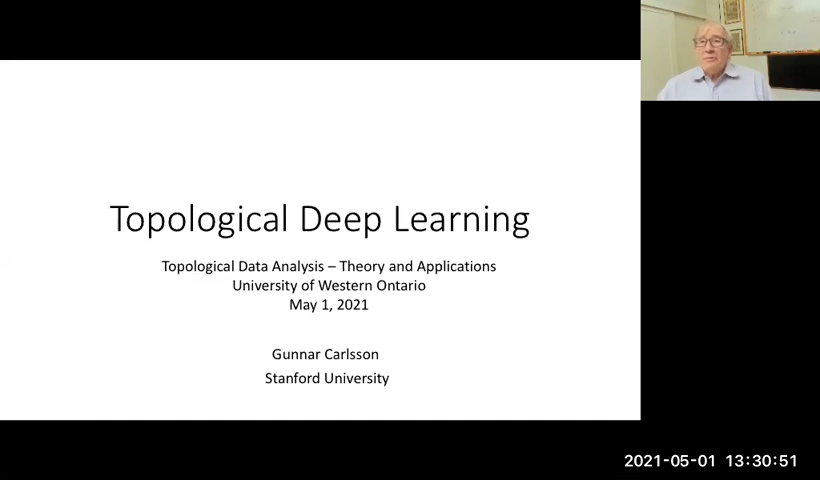 Topological Deep Learning
Topological Data Analysis – Theory and Applications
University of Western Ontario
May 1, 2021
Gunnar Carlsson
Stanford University
2021-05-01 13:30:51